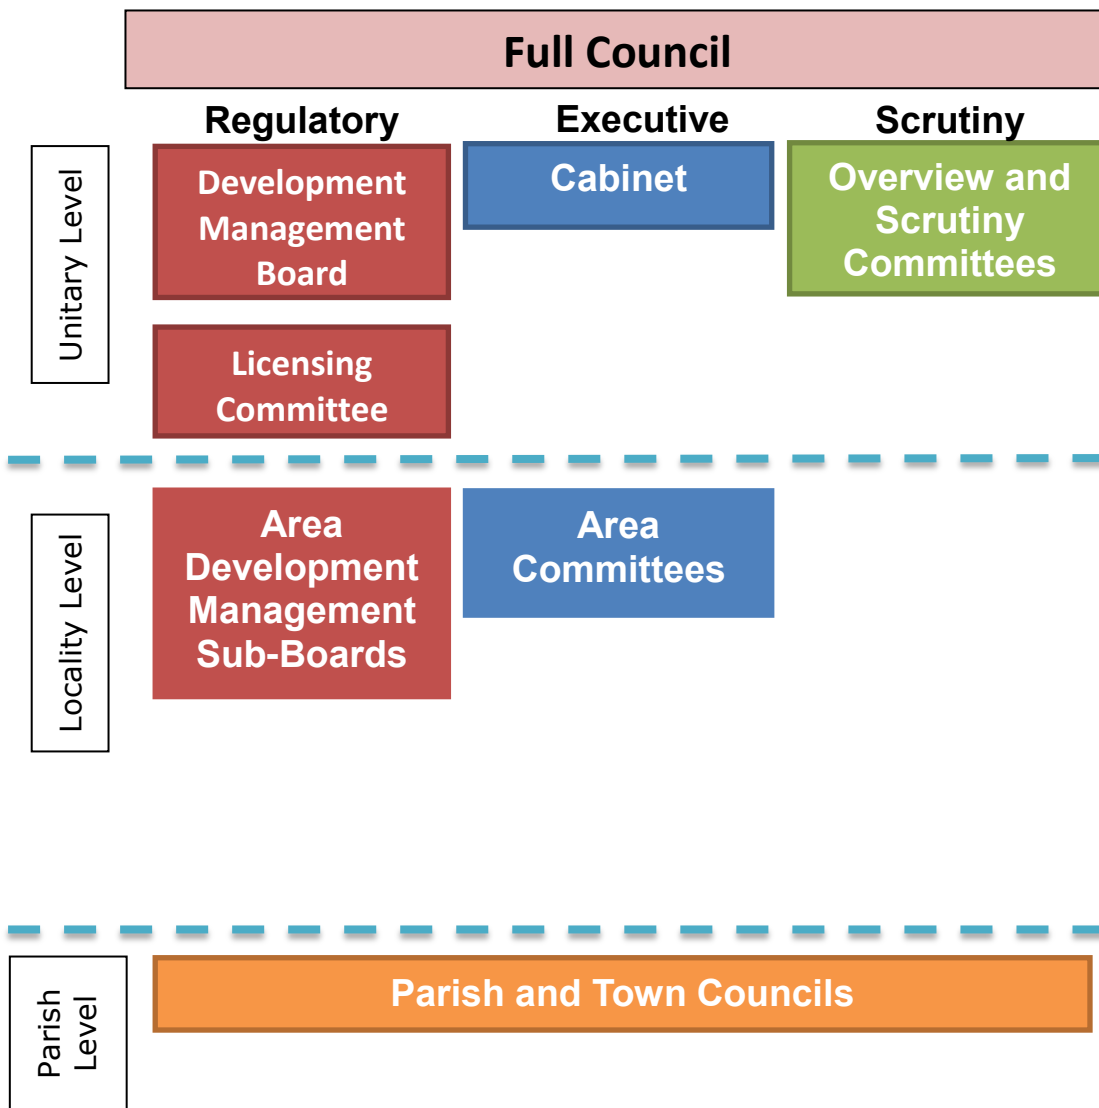 Full Council
Regulatory
Executive
Scrutiny
Unitary Level
Development
Management
Board
Cabinet
Overview and
Scrutiny
Committees
Licensing
Committee
Locality Level
Area
Development
Management
Sub-Boards
Area
Committees
Parish
Level
Parish and Town Councils